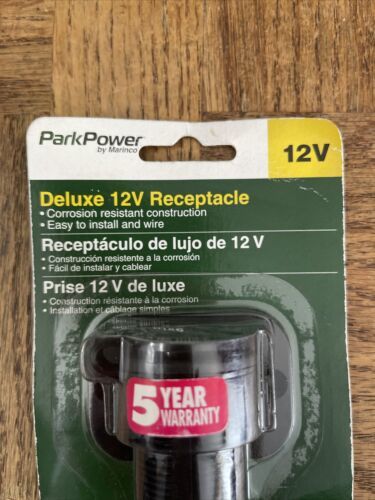 ParkPower
by Marinco
12V
Deluxe 12V Receptacle
• Corrosion resistant construction
• Easy to install and wire
Receptáculo de lujo de 12 V
• Construcción resistente a la corrosión
• Fácil de instalar y cablear
Prise 12 V de luxe
• Construction résistante à la corrosion
• Installation et câblage simples
5 YEAR
WARRANTY